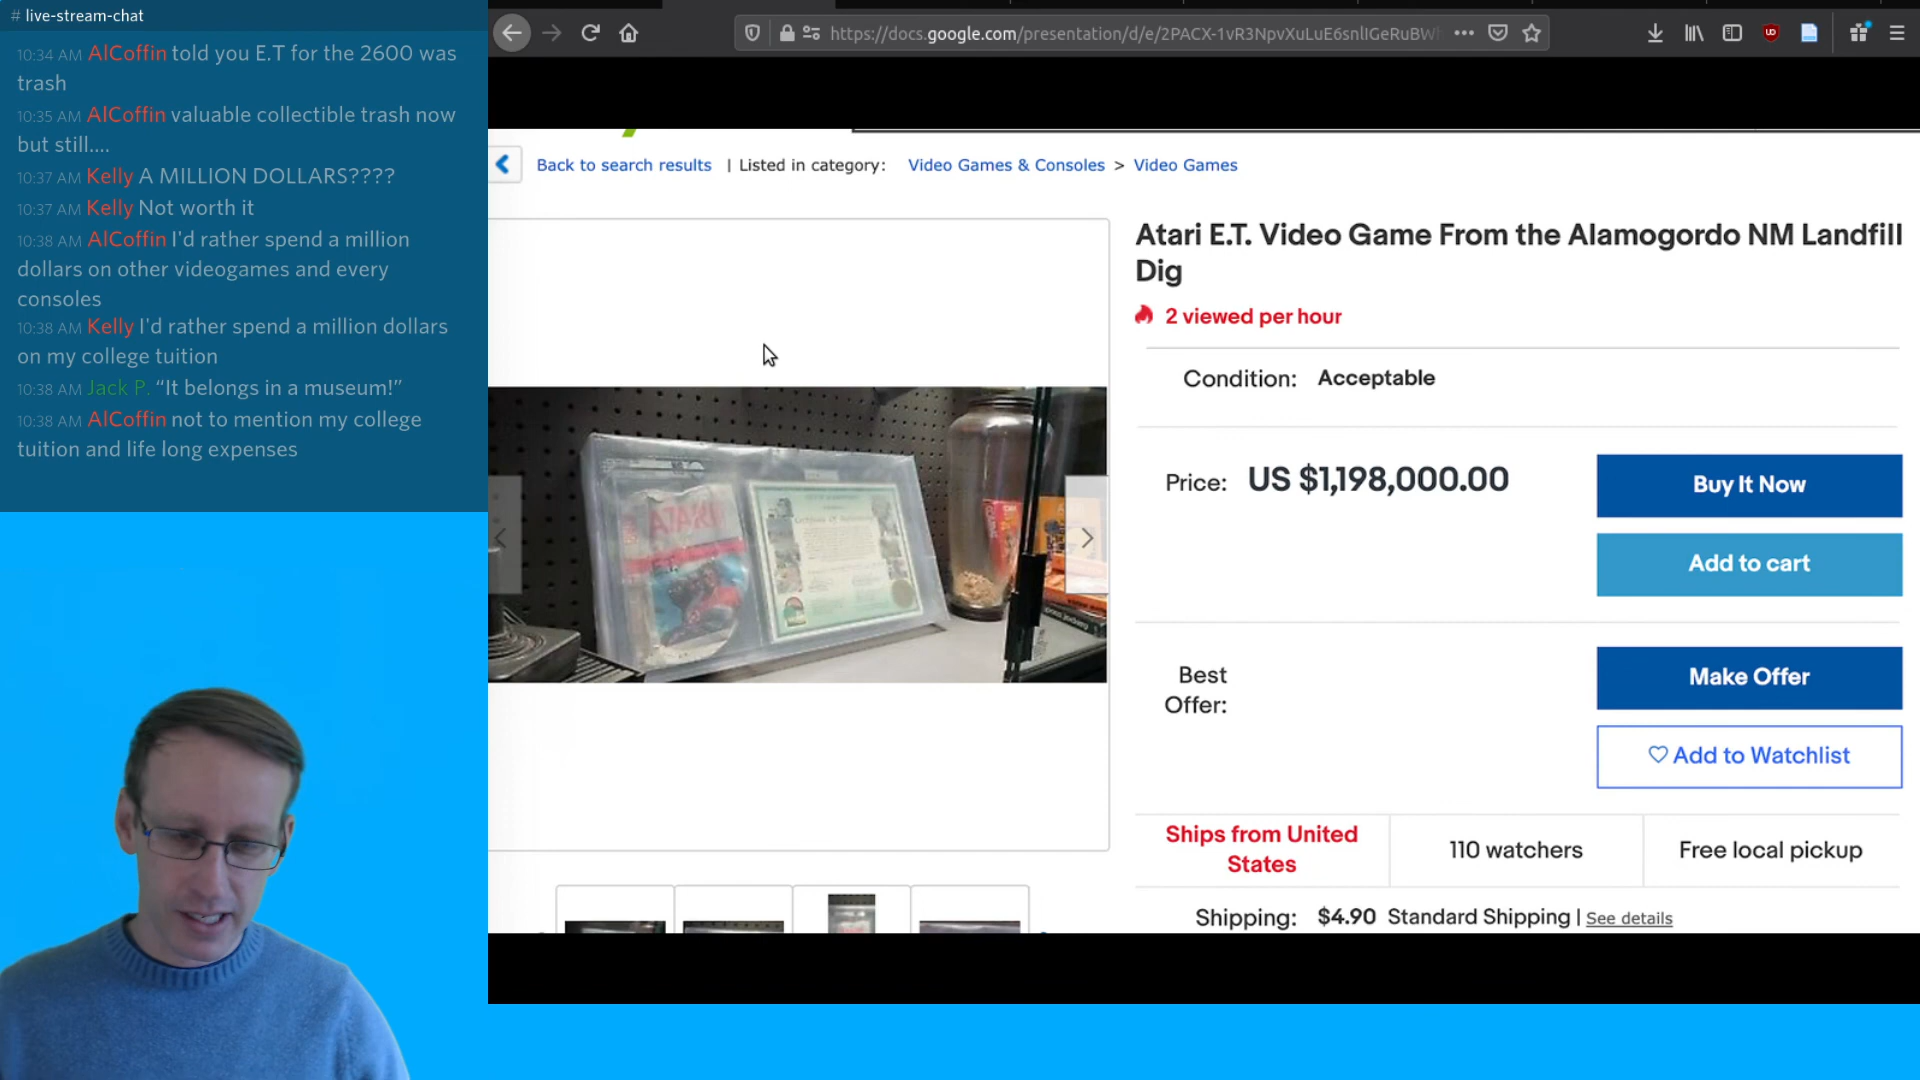 # live-stream-chat
10:34 AM AlCoffin told you E.T for the 2600 was
trash
10:35 AM AlCoffin valuable collectible trash now
but still....
10:37 AM Kelly A MILLION DOLLARS????
10:37 AM Kelly Not worth it
10:38 AM AlCoffin I'd rather spend a million
dollars on other videogames and every
consoles
10:38 AM Kelly I'd rather spend a million dollars
on my college tuition
10:38 AM Jack P. “It belongs in a museum!”
10:38 AM AlCoffin not to mention my college
tuition and life long expenses
https://docs.google.com/presentation/d/e/2PACX-1vR3NpvXuLuE6snlIGeRuBW
Back to search results | Listed in category: Video Games & Consoles > Video Games
Atari E.T. Video Game From the Alamogordo NM Landfill
Dig
2 viewed per hour
Condition: Acceptable
Price: US $1,198,000.00
Buy It Now
Add to cart
Best
Offer:
Make Offer
Add to Watchlist
Ships from United
States
110 watchers
Free local pickup
Shipping: $4.90 Standard Shipping | See details
ATARI